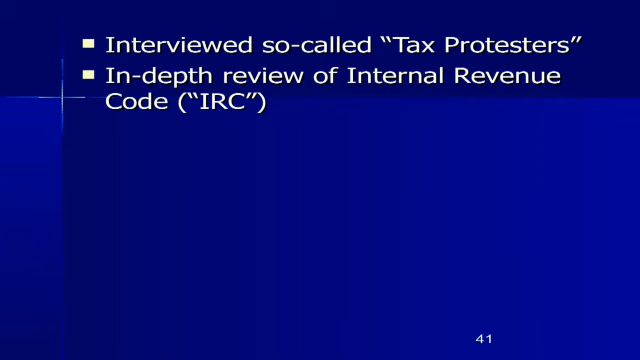 Interviewed so-called “Tax Protesters”
In-depth review of Internal Revenue
Code (“IRC”)
41